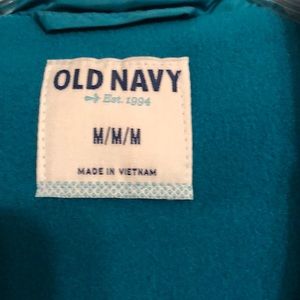 OLD NAVY
Est. 1994
M/M/M
MADE IN VIETNAM